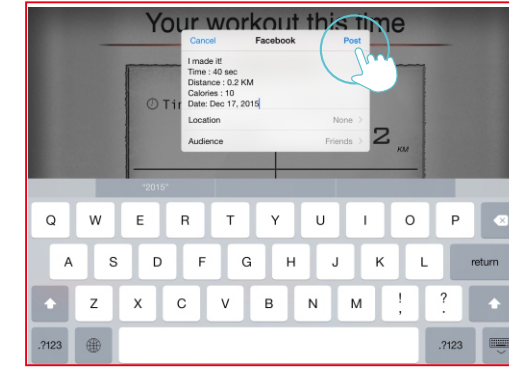 Your workout this time
Cancel Facebook Post
I made it!
Time : 40 sec
Distance : 0.2 KM
Calories : 10
Date: Dec 17, 2015
Location None >
Audience Friends >
2 KM
"2015"
Q W E R T Y U I O P
A S D F G H J K L return
Z X C V B N M ! , ? .
.?123 .?123